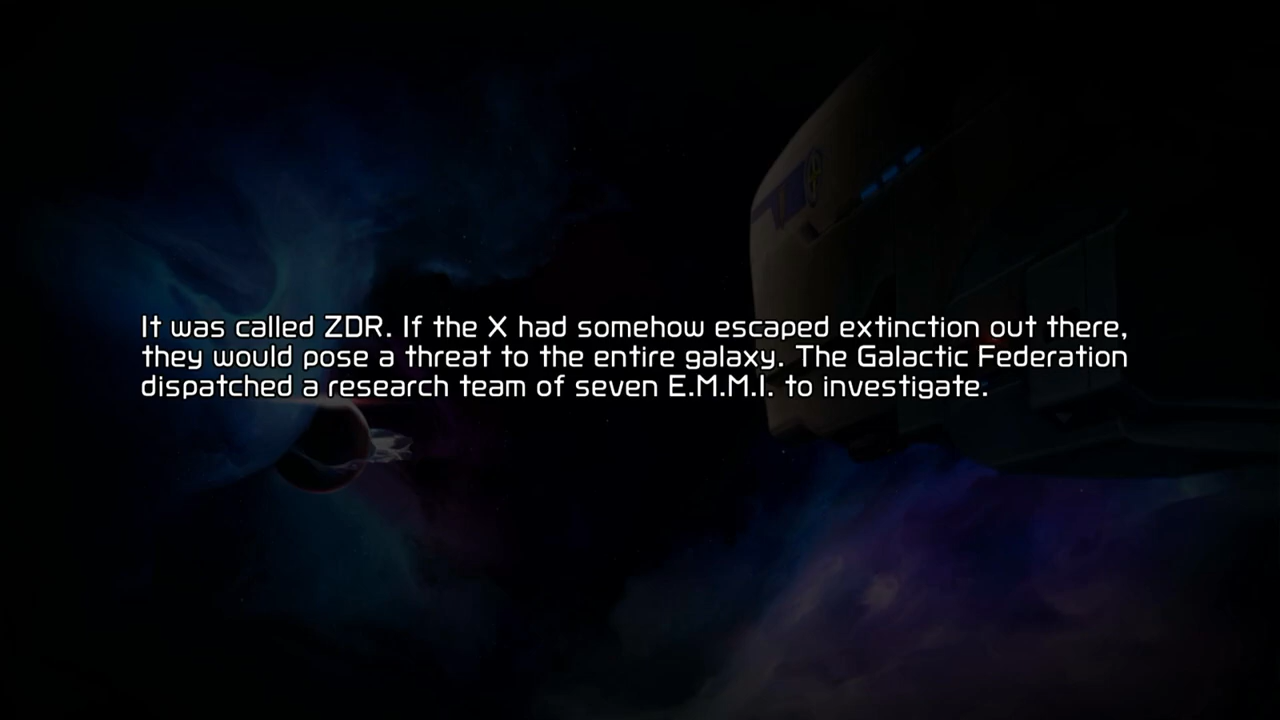 It was called ZDR. If the X had somehow escaped extinction out there,
they would pose a threat to the entire galaxy. The Galactic Federation
dispatched a research team of seven E.M.M.I. to investigate.